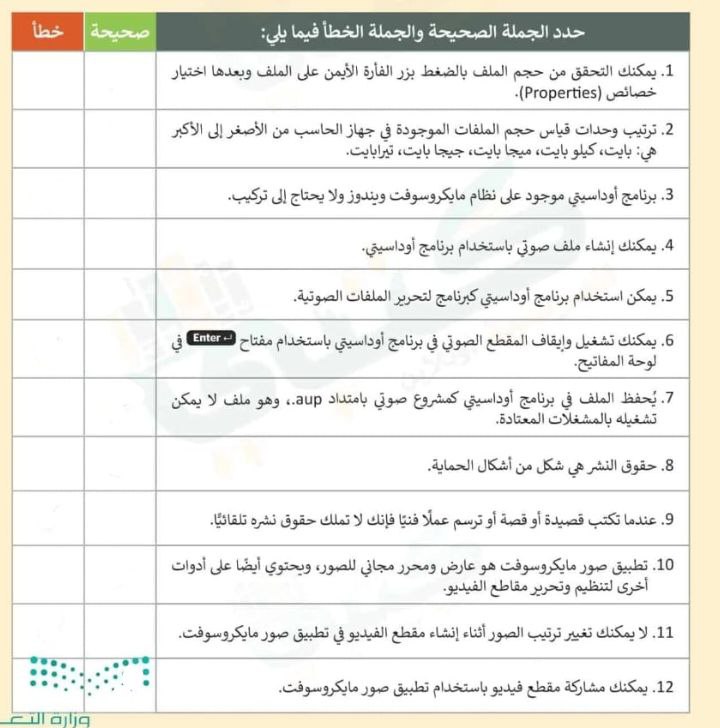 حدد الجملة الصحيحة والجملة الخطأ فيما يلي: صحيحة خطأ
1. يمكنك التحقق من حجم الملف بالضغط بزر الفأرة الأيمن على الملف وبعدها اختيار
خصائص (Properties).
2. ترتيب وحدات قياس حجم الملفات الموجودة في جهاز الحاسب من الأصغر إلى الأكبر
هي: بايت، كيلو بايت، ميجا بايت، جيجا بايت، تيرابايت.
3. برنامج أوداسيتي موجود على نظام مايكروسوفت ويندوز ولا يحتاج إلى تركيب.
4. يمكنك إنشاء ملف صوتي باستخدام برنامج أوداسيتي.
5. يمكن استخدام برنامج أوداسيتي كبرنامج لتحرير الملفات الصوتية.
6. يمكنك تشغيل وإيقاف المقطع الصوتي في برنامج أوداسيتي باستخدام مفتاح Enter ↵ في
لوحة المفاتيح.
7. يُحفظ الملف في برنامج أوداسيتي كمشروع صوتي بامتداد aup.، وهو ملف لا يمكن
تشغيله بالمشغلات المعتادة.
8. حقوق النشر هي شكل من أشكال الحماية.
9. عندما تكتب قصيدة أو قصة أو ترسم عملًا فنيًا فإنك لا تملك حقوق نشره تلقائيًا.
10. تطبيق صور مايكروسوفت هو عارض ومحرر مجاني للصور، ويحتوي أيضًا على أدوات
أخرى لتنظيم وتحرير مقاطع الفيديو.
11. لا يمكنك تغيير ترتيب الصور أثناء إنشاء مقطع الفيديو في تطبيق صور مايكروسوفت.
12. يمكنك مشاركة مقطع فيديو باستخدام تطبيق صور مايكروسوفت.
وزارة